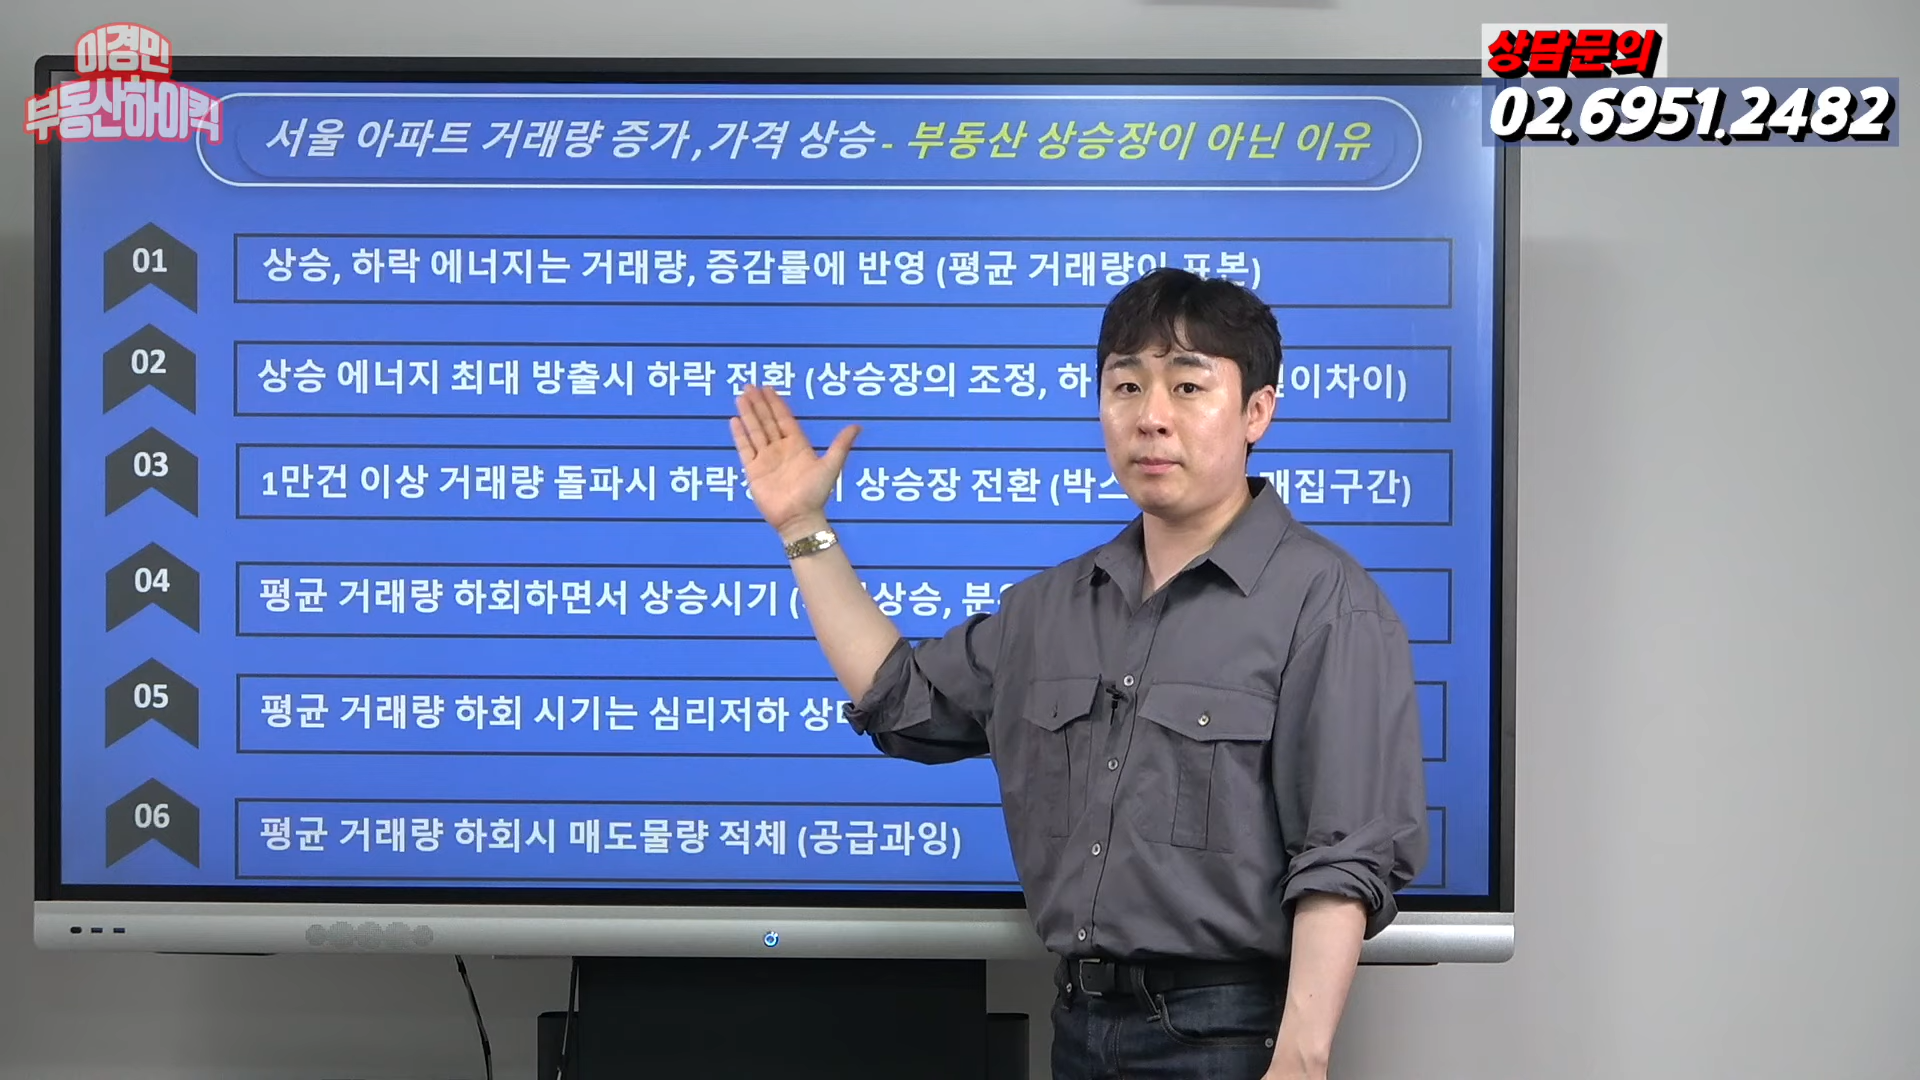 이경민
부동산하이킥
상담문의
02.6951.2482
서울 아파트 거래량 증가,가격 상승 - 부동산 상승장이 아닌 이유
01
상승, 하락 에너지는 거래량, 증감률에 반영 (평균 거래량이 표본)
02
상승 에너지 최대 방출시 하락 전환 (상승장의 조정, 하 이차이)
03
1만건 이상 거래량 돌파시 상승장 전환 매집구간)
04
평균 거래량 하회하면서 상승시기 상승,
05
평균 거래량 하회 시기는 심리저하
06
평균 거래량 하회시 매도물량 적체 (공급과잉)